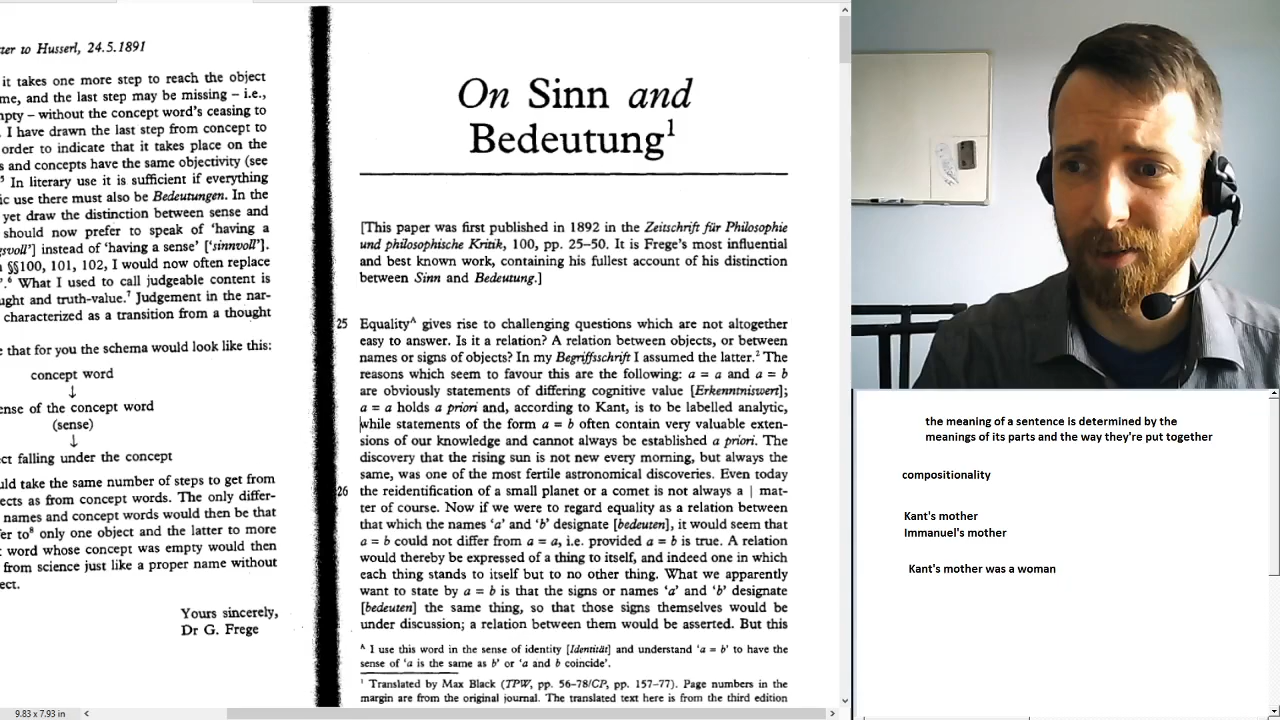 ter to Husserl, 24.5.1891
it takes one more step to reach the object
me, and the last step may be missing – i.e.,
mpty – without the concept word's ceasing to
I have drawn the last step from concept to
order to indicate that it takes place on the
s and concepts have the same objectivity (see
In literary use it is sufficient if everything
ic use there must also be Bedeutungen. In the
yet draw the distinction between sense and
should now prefer to speak of 'having a
gsvoll'] instead of 'having a sense' ['sinnvoll'].
§§100, 101, 102, I would now often replace
What I used to call judgeable content is
ught and truth-value.⁷ Judgement in the nar-
characterized as a transition from a thought
e that for you the schema would look like this:
concept word
↓
ense of the concept word
(sense)
↓
ct falling under the concept
uld take the same number of steps to get from
ects as from concept words. The only differ-
names and concept words would then be that
er to⁸ only one object and the latter to more
t word whose concept was empty would then
from science just like a proper name without
ect.
Yours sincerely,
Dr G. Frege
On Sinn and
Bedeutung¹
[This paper was first published in 1892 in the Zeitschrift für Philosophie
und philosophische Kritik, 100, pp. 25–50. It is Frege's most influential
and best known work, containing his fullest account of his distinction
between Sinn and Bedeutung.]
25 Equalityᴬ gives rise to challenging questions which are not altogether
easy to answer. Is it a relation? A relation between objects, or between
names or signs of objects? In my Begriffsschrift I assumed the latter.² The
reasons which seem to favour this are the following: a = a and a = b
are obviously statements of differing cognitive value [Erkenntniswert];
a = a holds a priori and, according to Kant, is to be labelled analytic,
while statements of the form a = b often contain very valuable exten-
sions of our knowledge and cannot always be established a priori. The
discovery that the rising sun is not new every morning, but always the
same, was one of the most fertile astronomical discoveries. Even today
26 the reidentification of a small planet or a comet is not always a | mat-
ter of course. Now if we were to regard equality as a relation between
that which the names 'a' and 'b' designate [bedeuten], it would seem that
a = b could not differ from a = a, i.e. provided a = b is true. A relation
would thereby be expressed of a thing to itself, and indeed one in which
each thing stands to itself but to no other thing. What we apparently
want to state by a = b is that the signs or names 'a' and 'b' designate
[bedeuten] the same thing, so that those signs themselves would be
under discussion; a relation between them would be asserted. But this
ᴬ I use this word in the sense of identity [Identität] and understand 'a = b' to have the
sense of 'a is the same as b' or 'a and b coincide'.
¹ Translated by Max Black (TPW, pp. 56–78/CP, pp. 157–77). Page numbers in the
margin are from the original journal. The translated text here is from the third edition
9.83 x 7.93 in
the meaning of a sentence is determined by the
meanings of its parts and the way they're put together
compositionality
Kant's mother
Immanuel's mother
Kant's mother was a woman